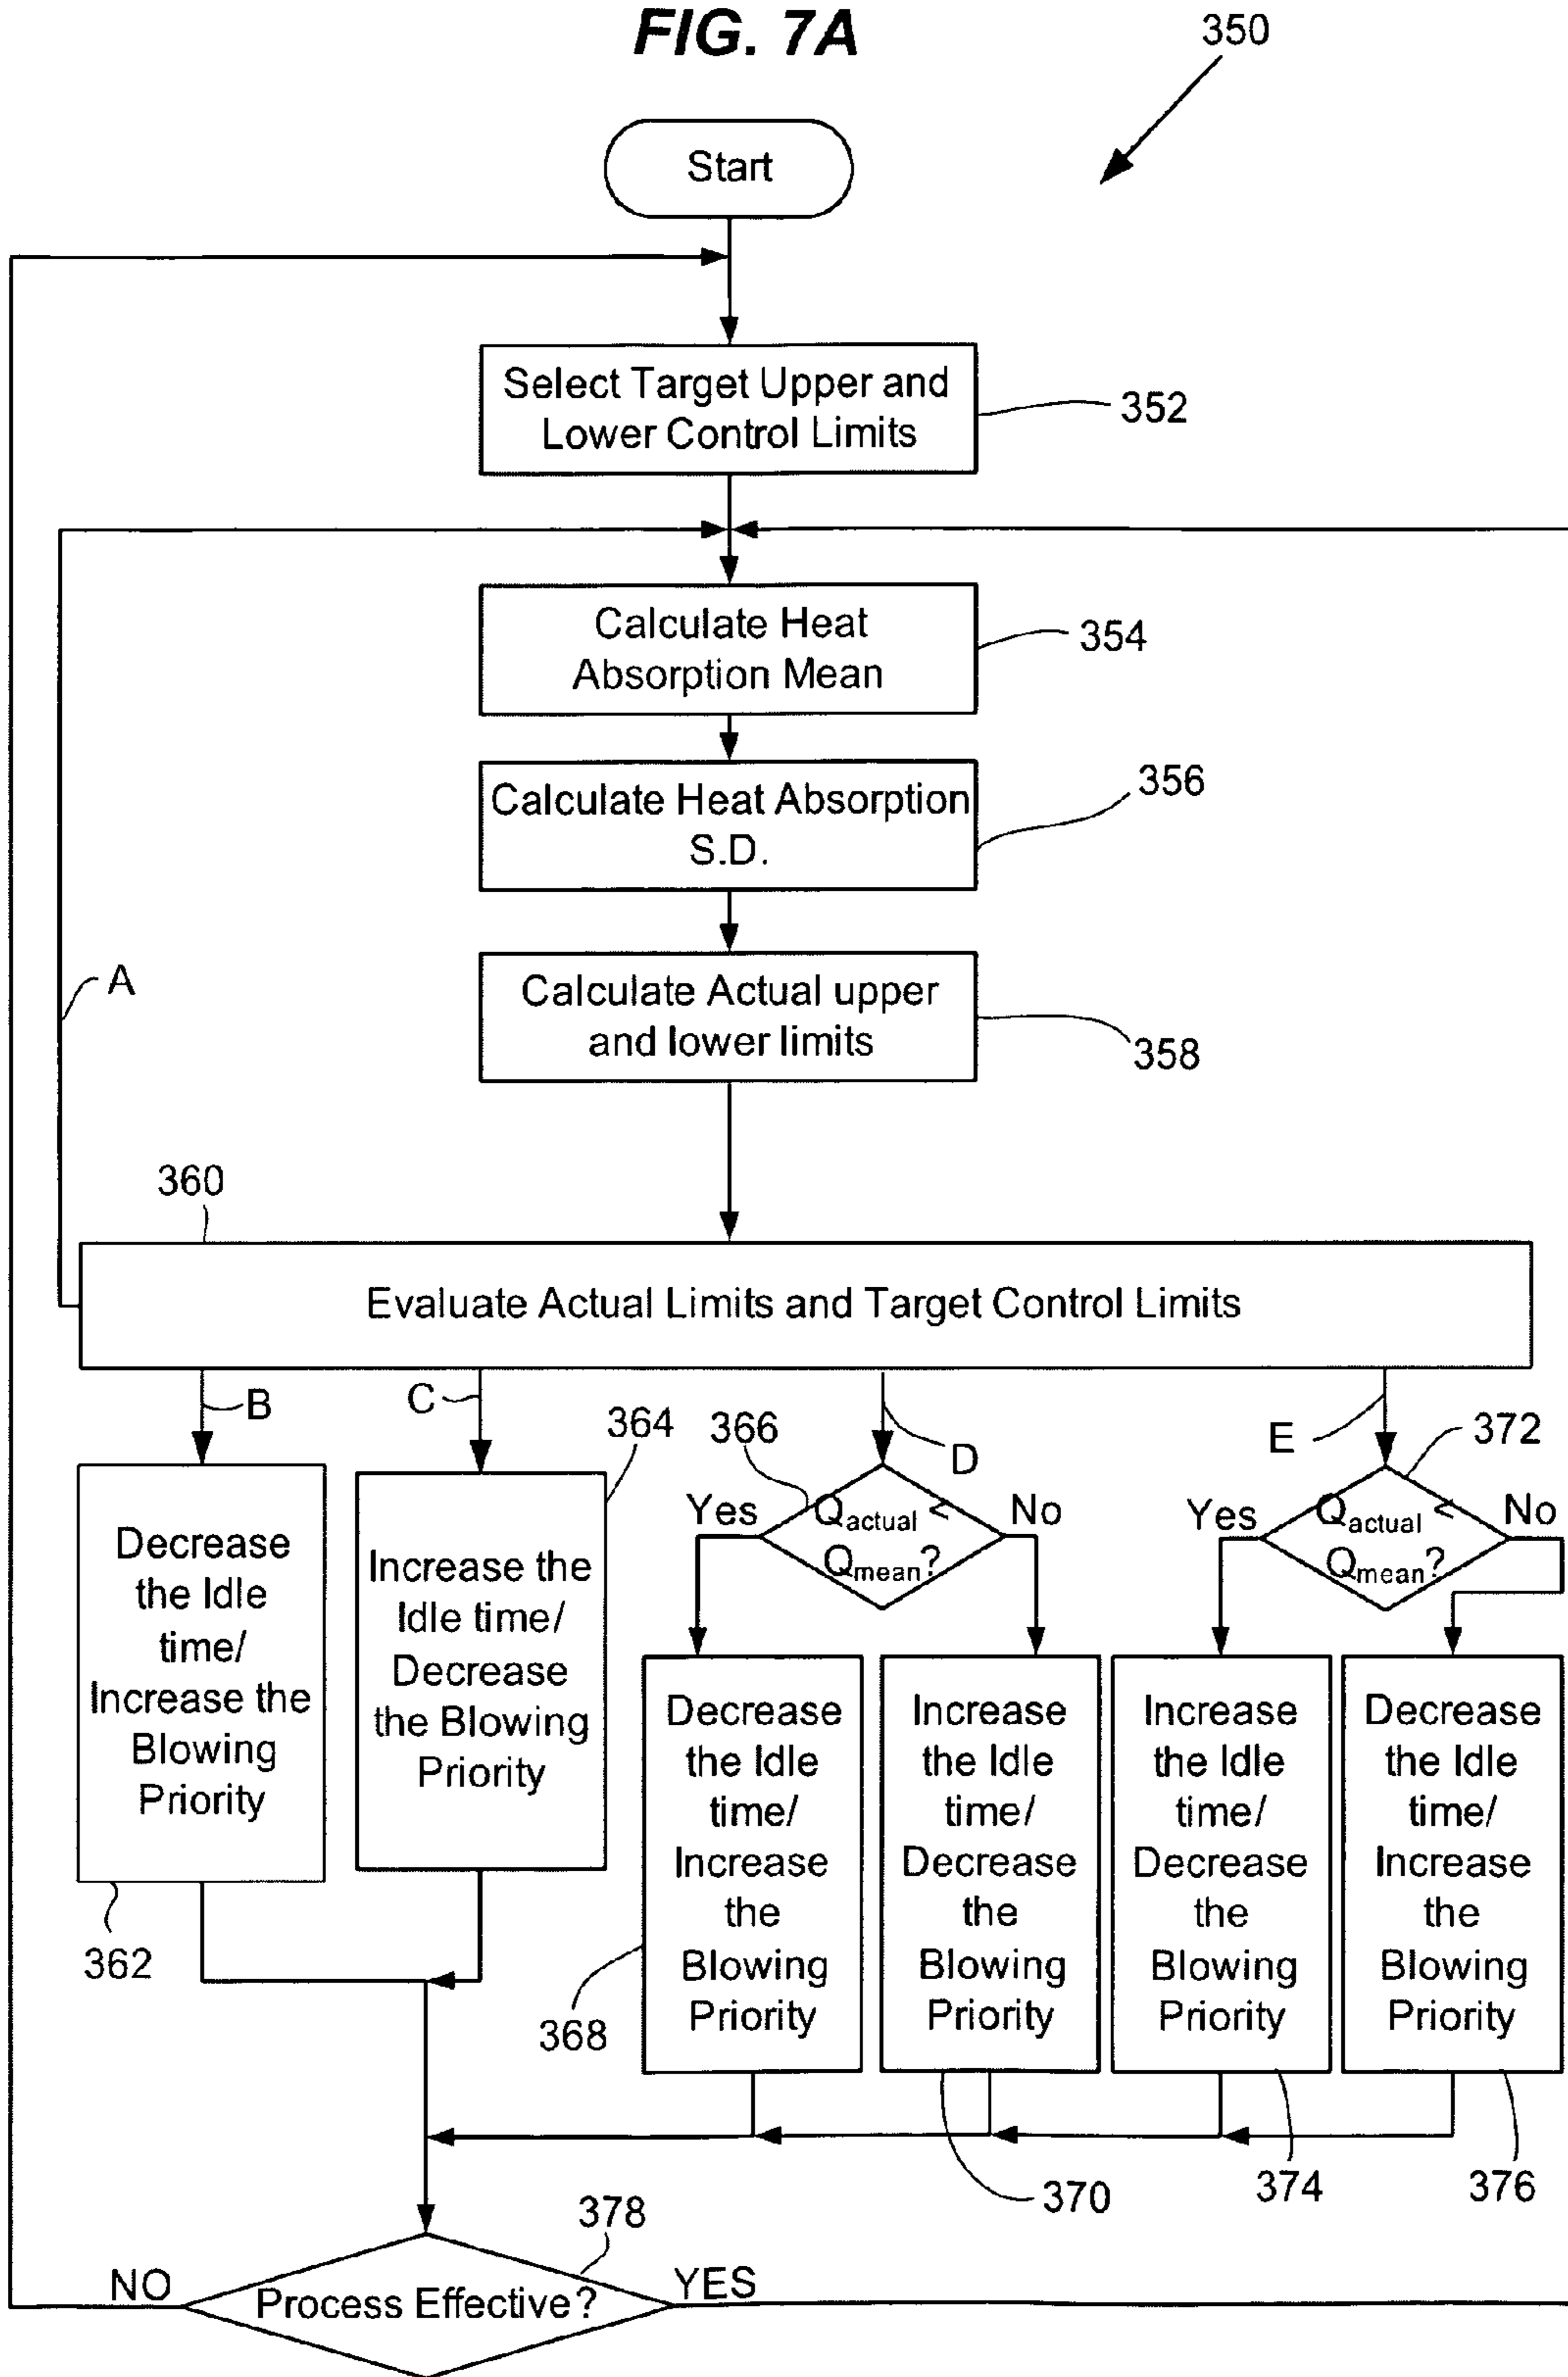 FIG. 7A
350
Start
Select Target Upper and
Lower Control Limits
352
Calculate Heat
Absorption Mean
354
Calculate Heat Absorption
S.D.
356
Calculate Actual upper
and lower limits
358
A
360
Evaluate Actual Limits and Target Control Limits
B
C
D
E
Decrease
the Idle
time/
Increase the
Blowing
Priority
362
Increase the
Idle time/
Decrease
the Blowing
Priority
364
366
Yes
Qactual <
Qmean?
No
372
Yes
Qactual <
Qmean?
No
Decrease
the Idle
time/
Increase
the
Blowing
Priority
368
Increase
the Idle
time/
Decrease
the
Blowing
Priority
370
Increase
the Idle
time/
Decrease
the
Blowing
Priority
374
Decrease
the Idle
time/
Increase
the
Blowing
Priority
376
378
NO
Process Effective?
YES